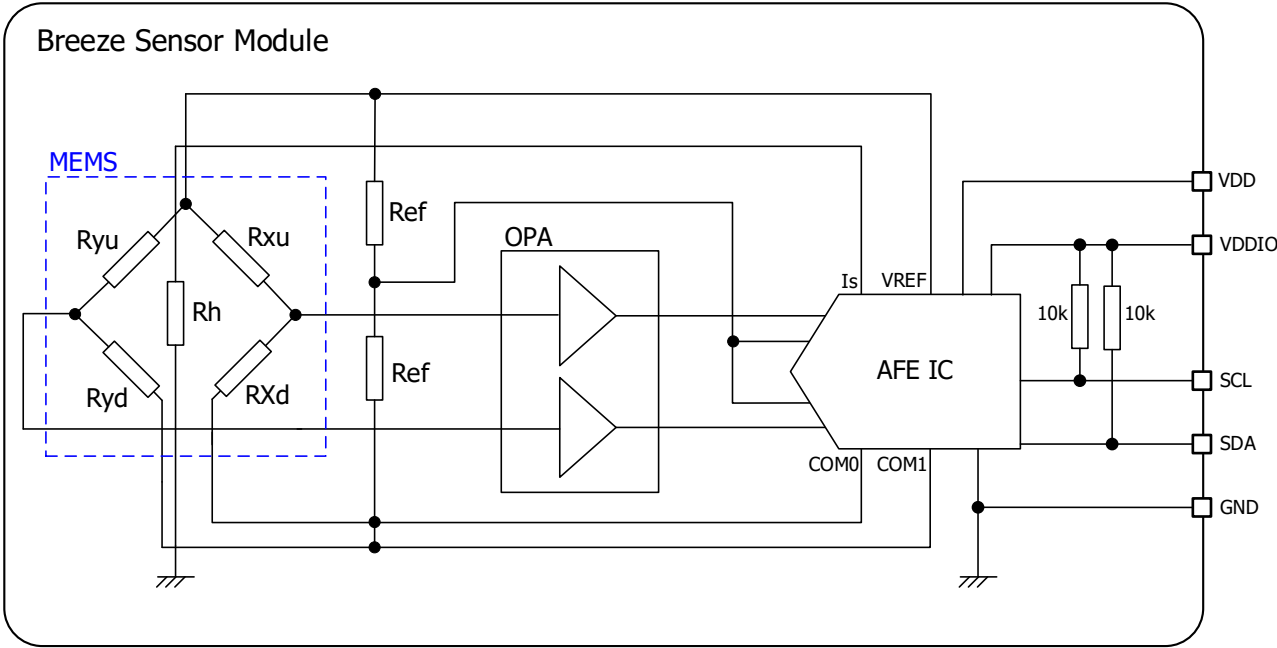 Breeze Sensor Module
MEMS
VDD
Ryu
Rxu
Ref
OPA
VDDIO
Is
VREF
Rh
10k
10k
Ref
AFE IC
Ryd
RXd
SCL
SDA
COM0
COM1
GND